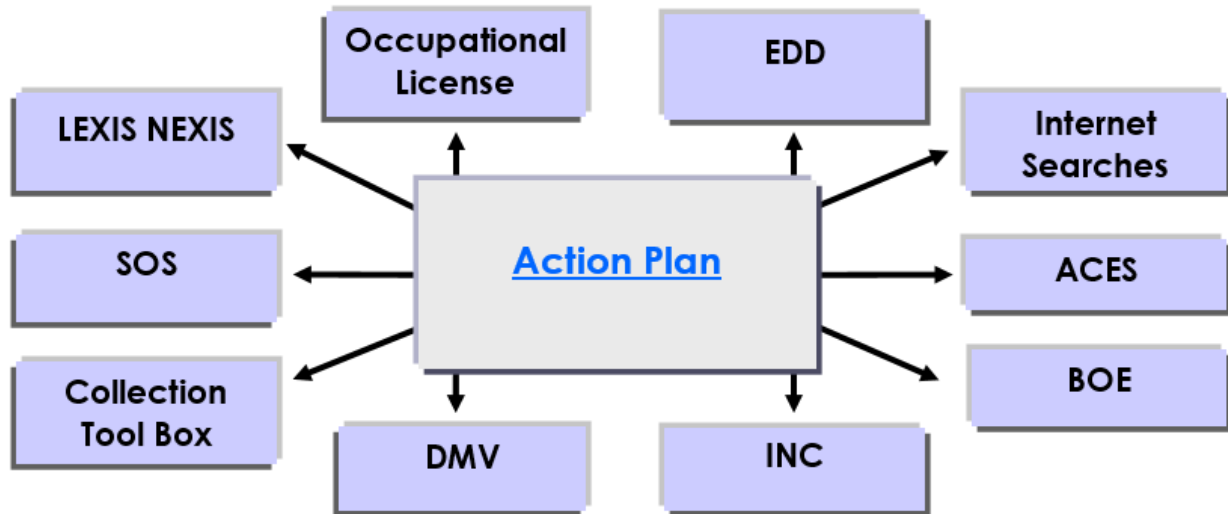 Occupational
License
EDD
LEXIS NEXIS
Internet
Searches
Action Plan
SOS
ACES
Collection
Tool Box
BOE
DMV
INC